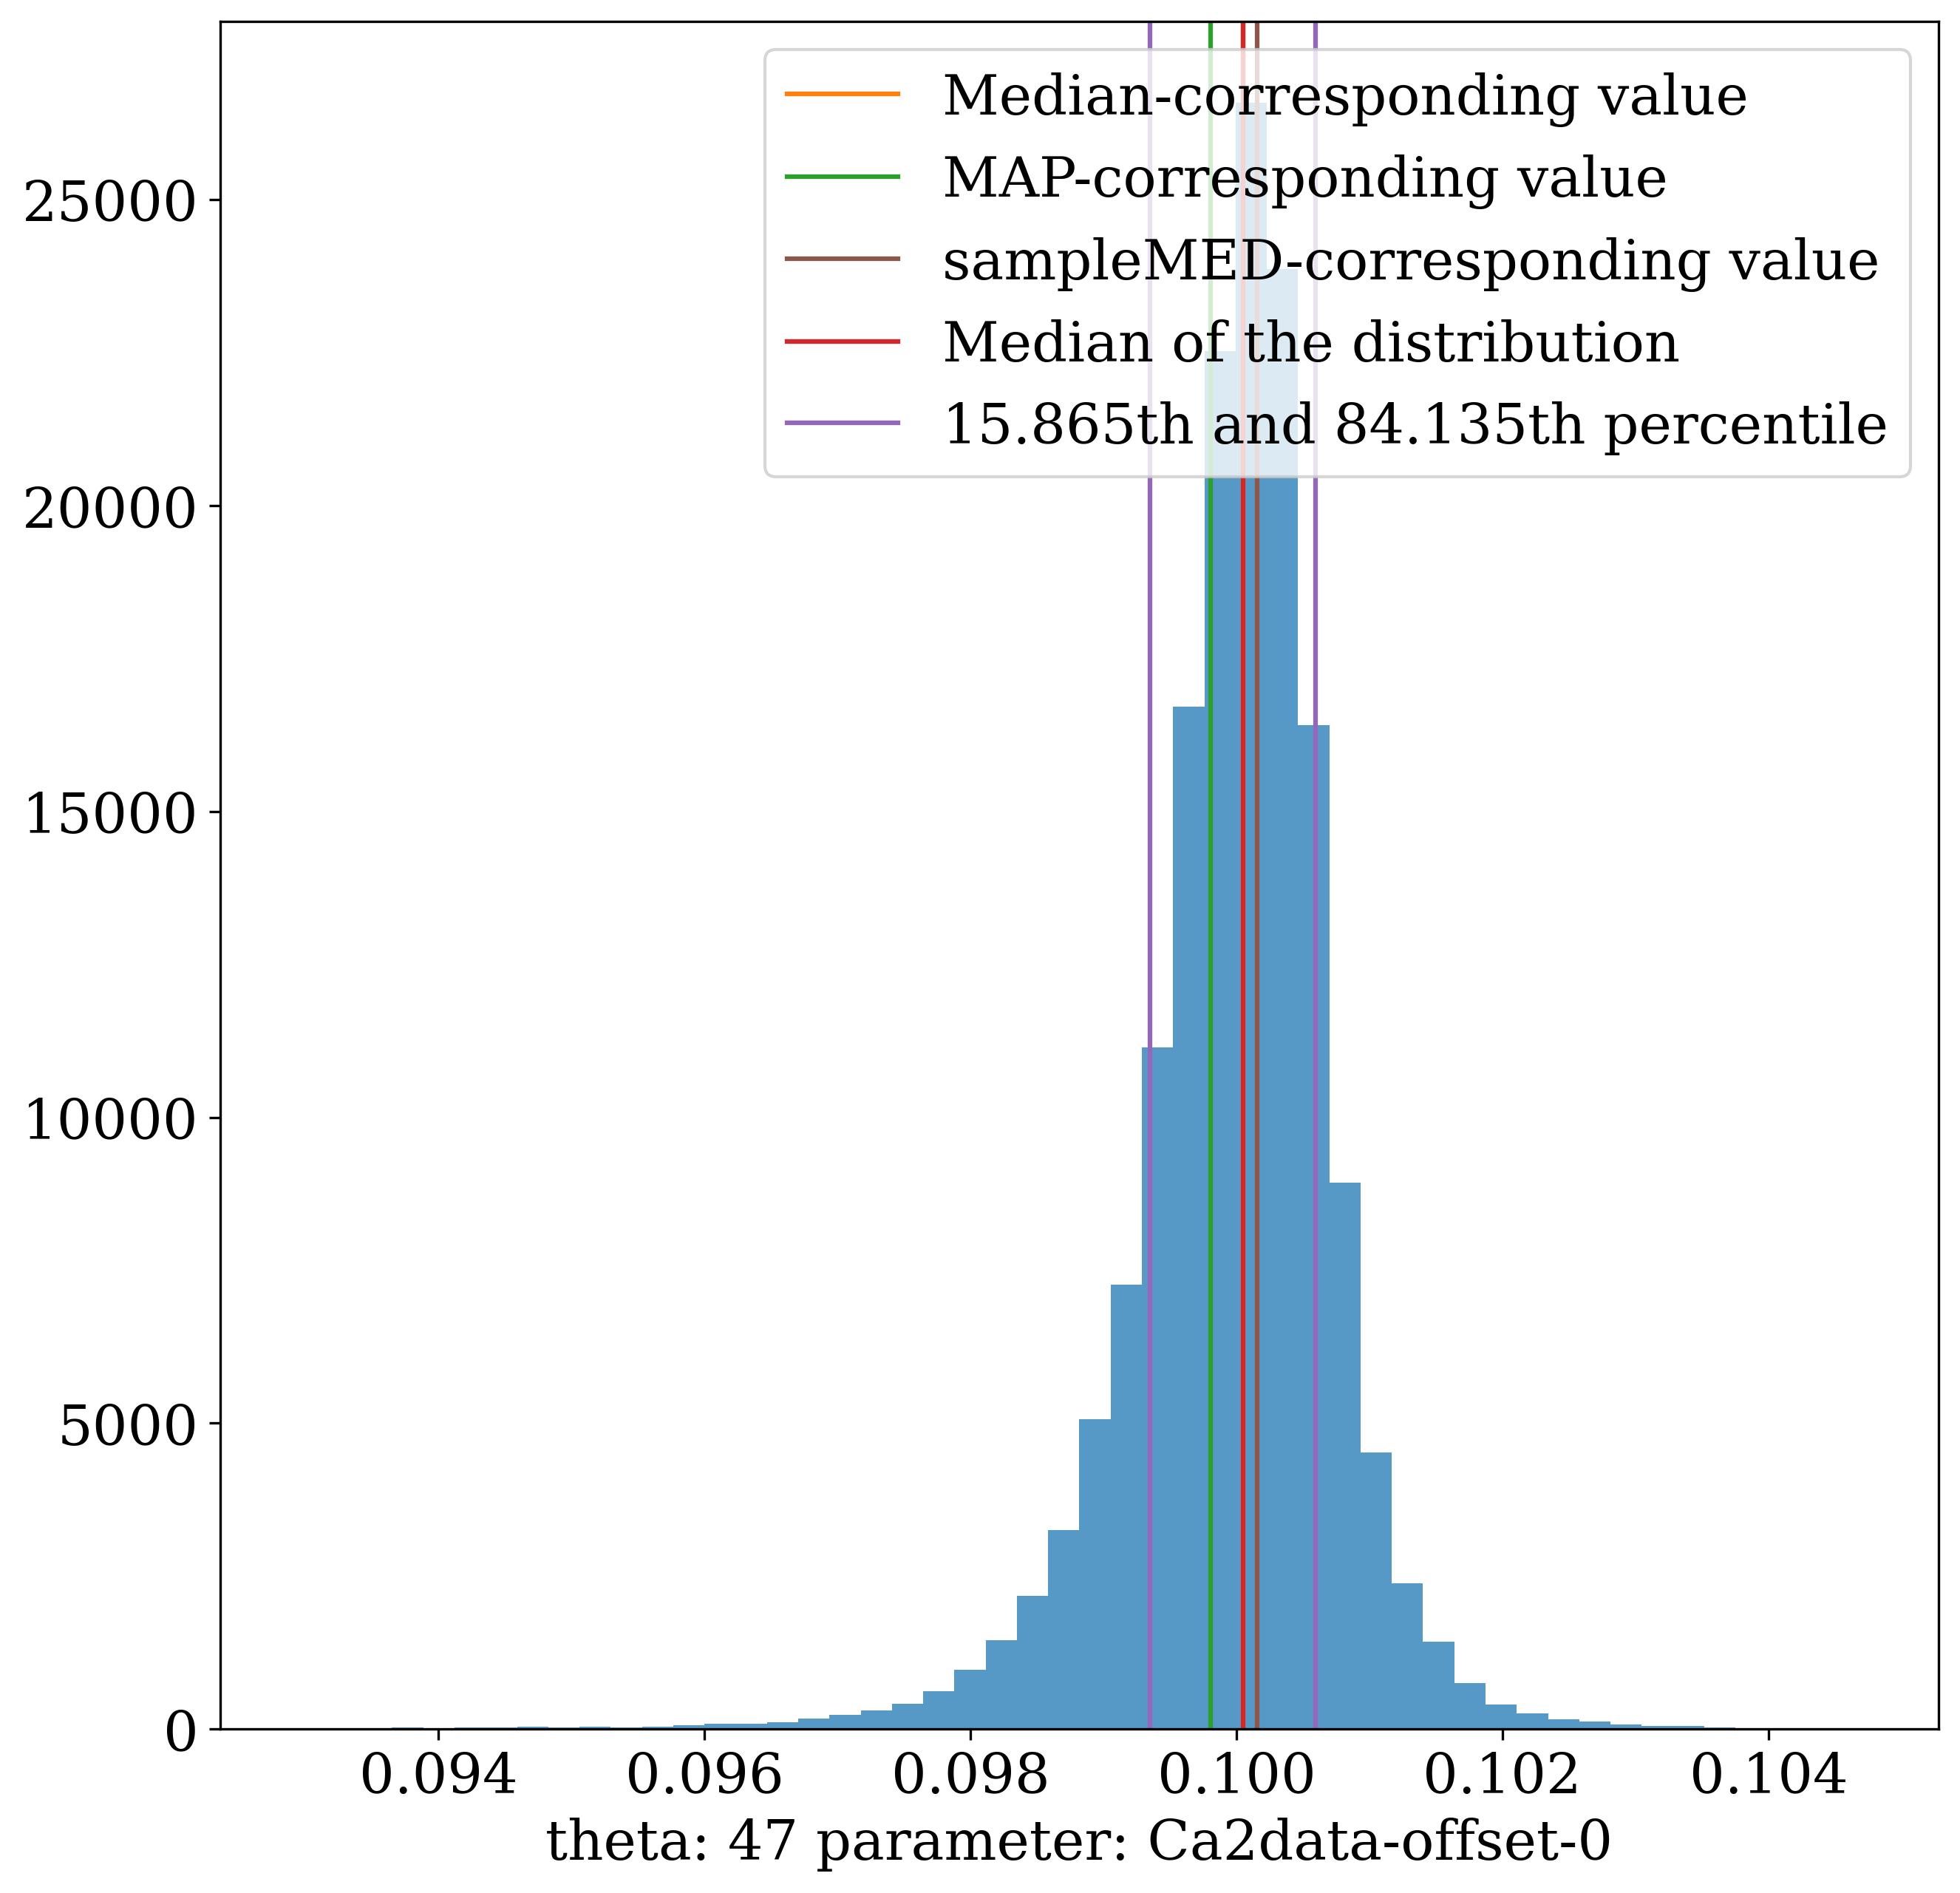 Median-corresponding value
MAP-corresponding value
sampleMED-corresponding value
Median of the distribution
15.865th and 84.135th percentile
25000
20000
15000
10000
5000
0
0.094 0.096 0.098 0.100 0.102 0.104
theta: 47 parameter: Ca2data-offset-0